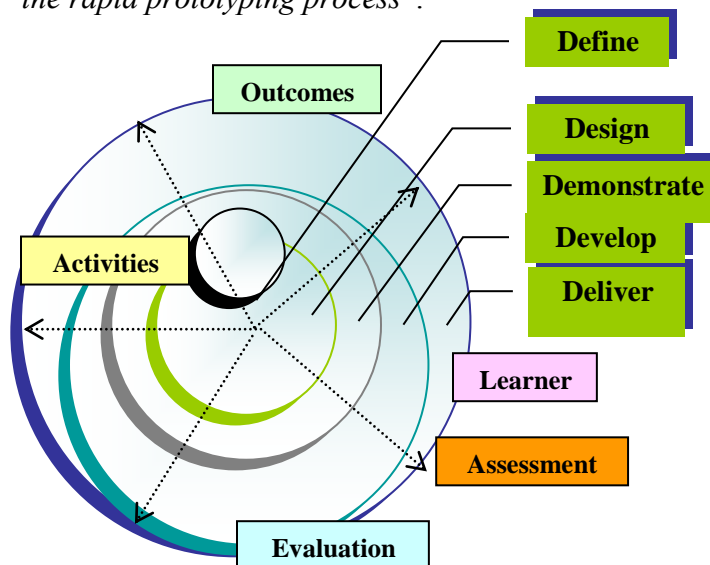 the rapid prototyping process".
Define
Outcomes
Design
Demonstrate
Develop
Activities
Deliver
Learner
Assessment
Evaluation